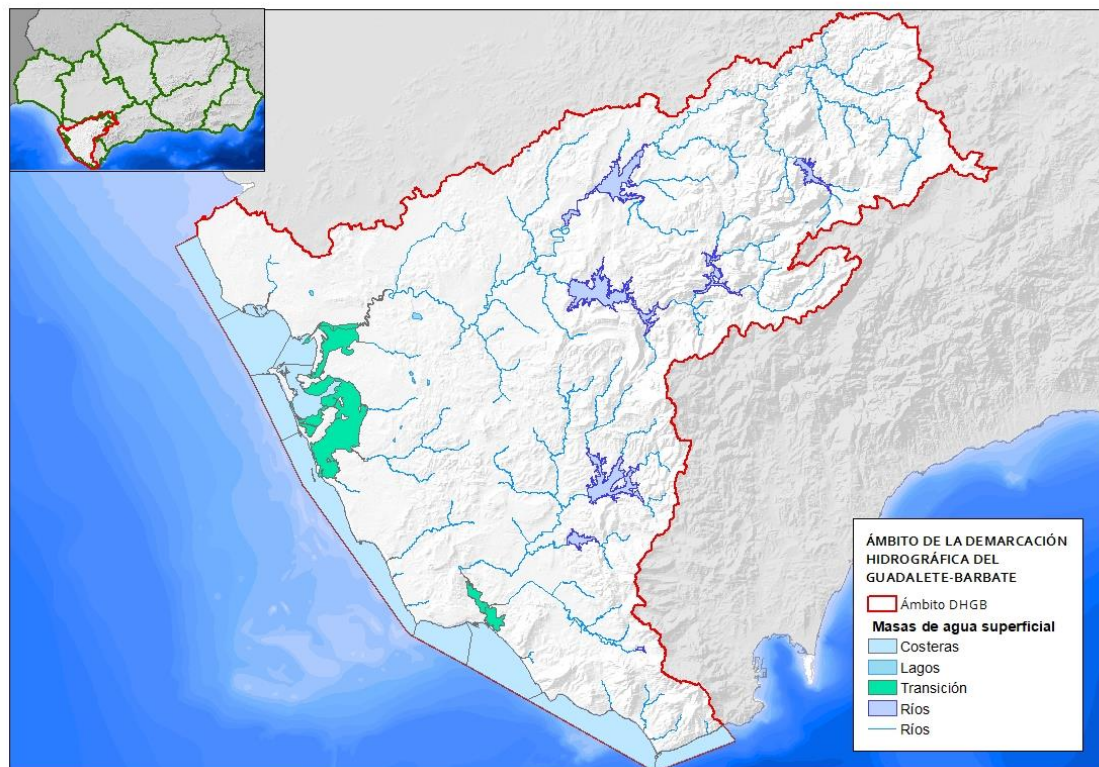 ÁMBITO DE LA DEMARCACIÓN
HIDROGRÁFICA DEL
GUADALETE-BARBATE
Ámbito DHGB
Masas de agua superficial
Costeras
Lagos
Transición
Ríos
Ríos